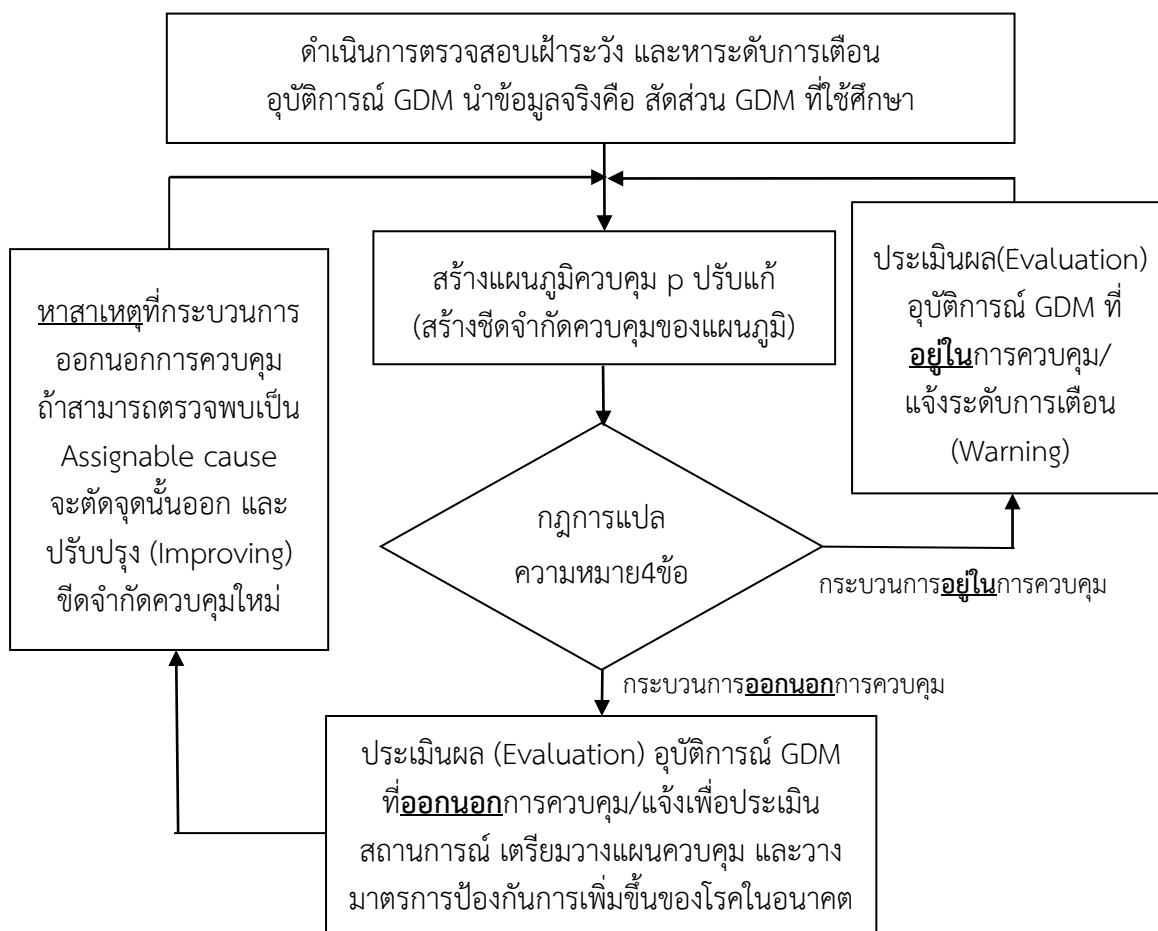 ดำเนินการตรวจสอบเฝ้าระวัง และหาระดับการเตือน
อุบัติการณ์ GDM นำข้อมูลจริงคือ สัดส่วน GDM ที่ใช้ศึกษา
สร้างแผนภูมิควบคุม p ปรับแก้
(สร้างชีดจำกัดควบคุมของแผนภูมิ)
กฎการแปล
ความหมาย4ข้อ
ประเมินผล(Evaluation)
อุบัติการณ์ GDM ที่
อยู่ในการควบคุม/
แจ้งระดับการเตือน
(Warning)
กระบวนการอยู่ในการควบคุม
กระบวนการออกนอกการควบคุม
ประเมินผล (Evaluation) อุบัติการณ์ GDM
ที่ออกนอกการควบคุม/แจ้งเพื่อประเมิน
สถานการณ์ เตรียมวางแผนควบคุม และวาง
มาตรการป้องกันการเพิ่มขึ้นของโรคในอนาคต
หาสาเหตุที่กระบวนการ
ออกนอกการควบคุม
ถ้าสามารถตรวจพบเป็น
Assignable cause
จะตัดจุดนั้นออก และ
ปรับปรุง (Improving)
ขีดจำกัดควบคุมใหม่